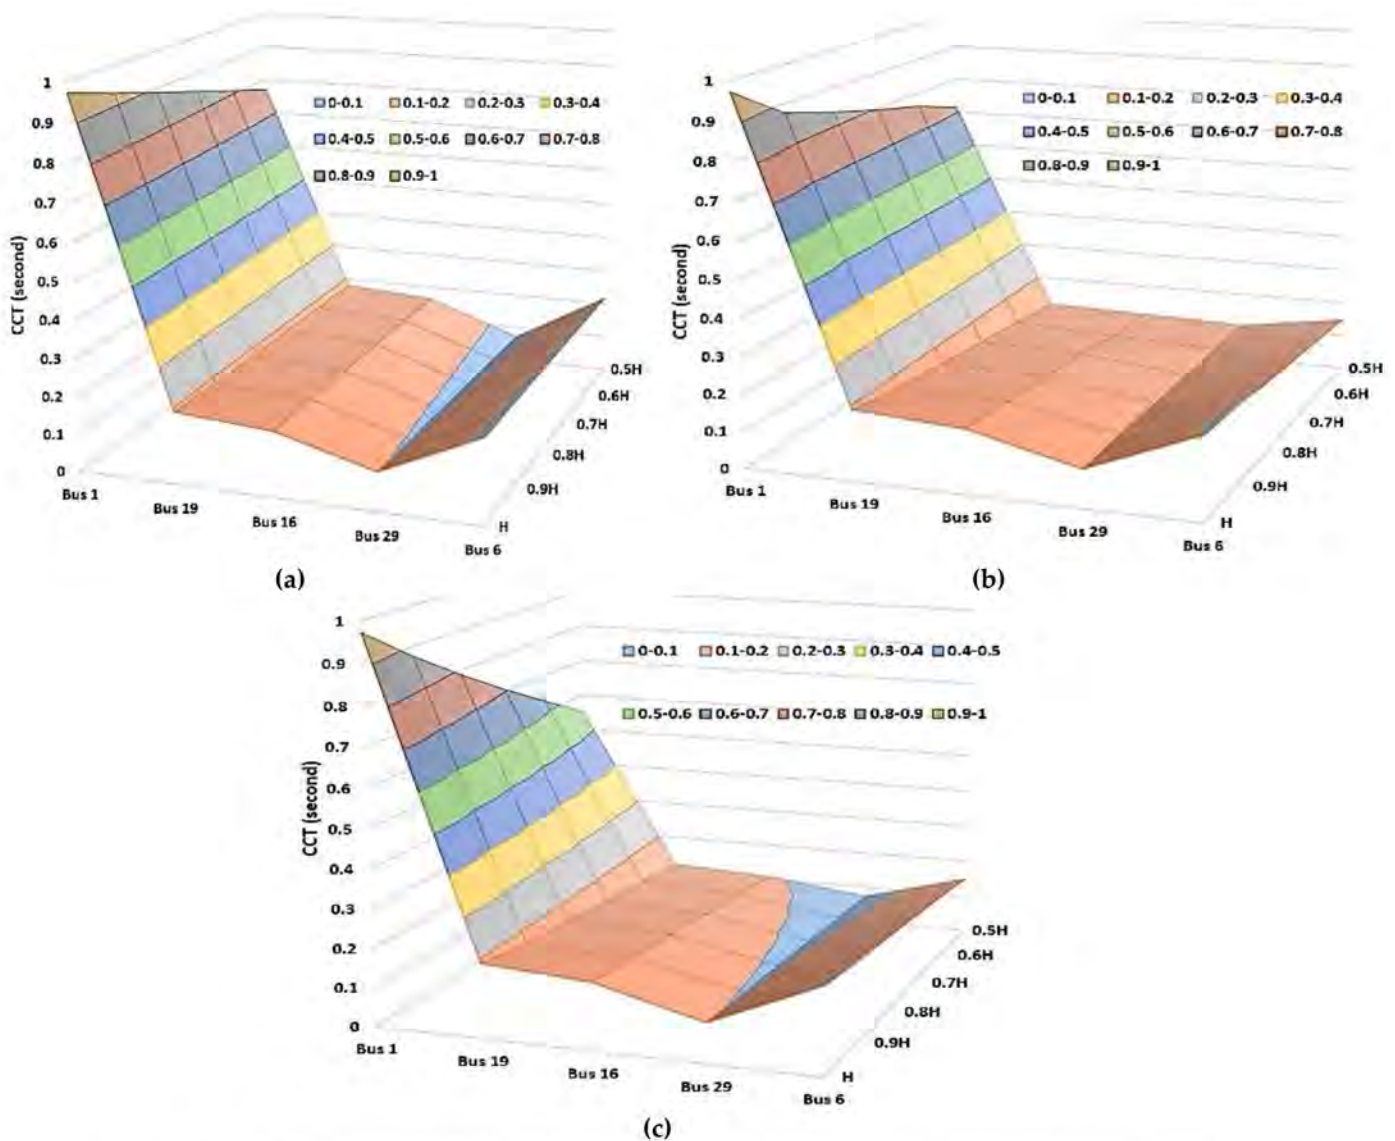 1
0.9
0.8
0.7
0.6
0.5
0.4
0.3
0.2
0.1
0
CCT (second)
0-0.1 0.1-0.2 0.2-0.3 0.3-0.4
0.4-0.5 0.5-0.6 0.6-0.7 0.7-0.8
0.8-0.9 0.9-1
Bus 1
Bus 19
Bus 16
Bus 29
Bus 6
H
0.9H
0.8H
0.7H
0.6H
0.5H
(a)
1
0.9
0.8
0.7
0.6
0.5
0.4
0.3
0.2
0.1
0
CCT (second)
0-0.1 0.1-0.2 0.2-0.3 0.3-0.4
0.4-0.5 0.5-0.6 0.6-0.7 0.7-0.8
0.8-0.9 0.9-1
Bus 1
Bus 19
Bus 16
Bus 29
Bus 6
H
0.9H
0.8H
0.7H
0.6H
0.5H
(b)
1
0.9
0.8
0.7
0.6
0.5
0.4
0.3
0.2
0.1
0
CCT (second)
0-0.1 0.1-0.2 0.2-0.3 0.3-0.4 0.4-0.5
0.5-0.6 0.6-0.7 0.7-0.8 0.8-0.9 0.9-1
Bus 1
Bus 19
Bus 16
Bus 29
Bus 6
H
0.9H
0.8H
0.7H
0.6H
0.5H
(c)